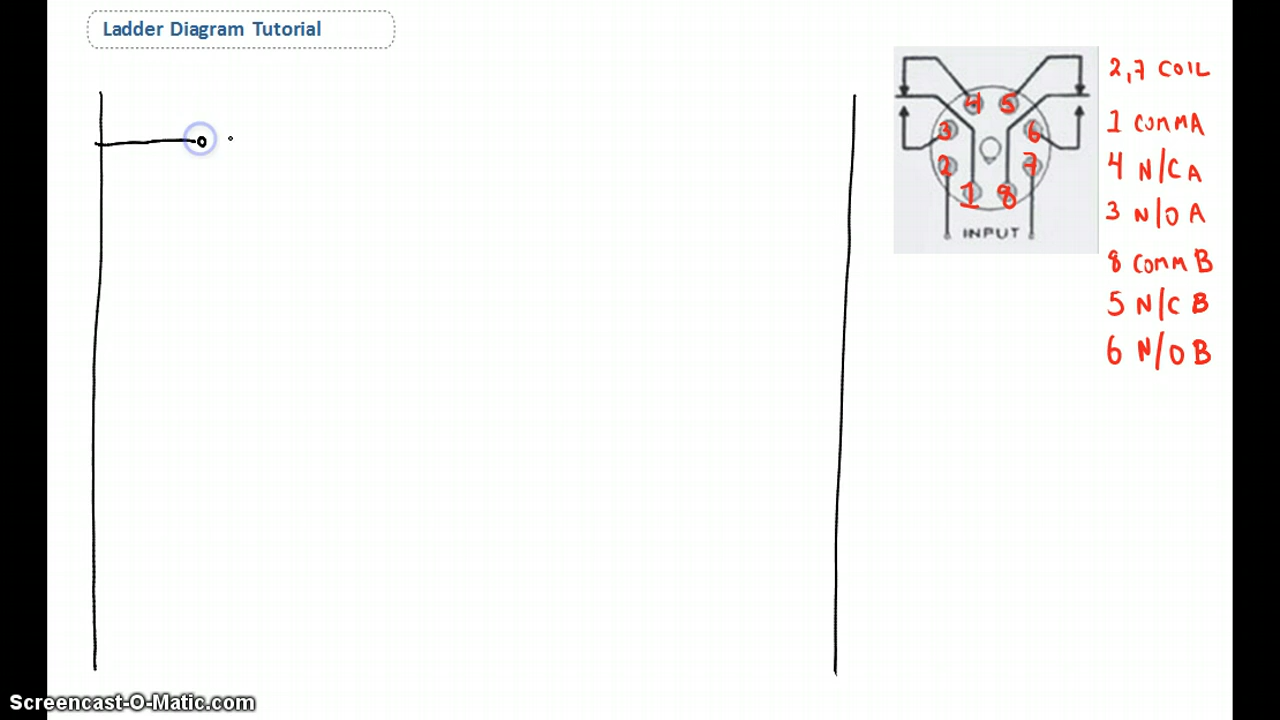 Ladder Diagram Tutorial
2,7 COIL
1 COMM A
4 N/C A
3 N/O A
8 COMM B
5 N/C B
6 N/O B
4 5
3 6
2 7
1 8
INPUT
Screencast-O-Matic.com